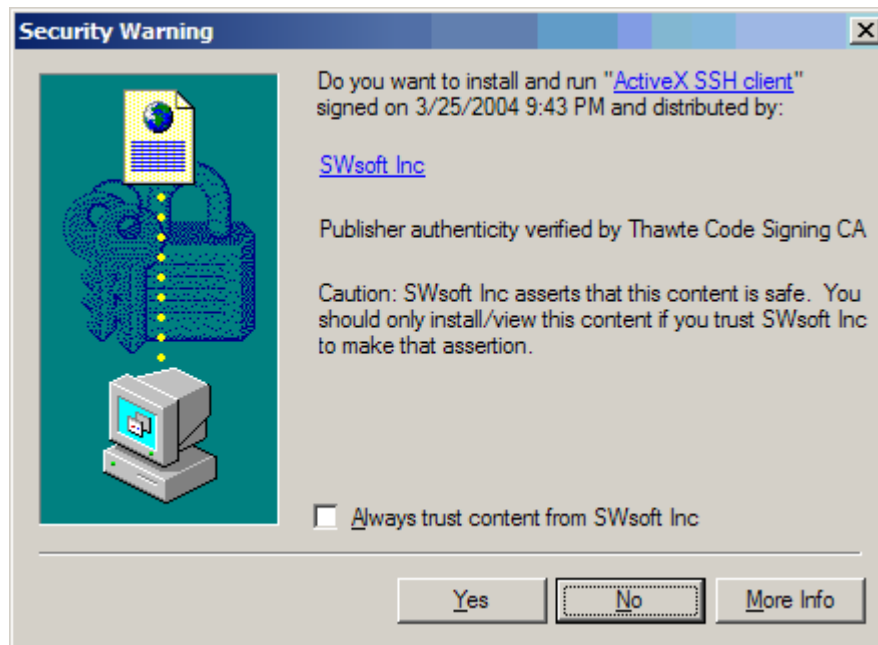 Security Warning
Do you want to install and run "ActiveX SSH client"
signed on 3/25/2004 9:43 PM and distributed by:
SWsoft Inc
Publisher authenticity verified by Thawte Code Signing CA
Caution: SWsoft Inc asserts that this content is safe.  You
should only install/view this content if you trust SWsoft Inc
to make that assertion.
Always trust content from SWsoft Inc
Yes
No
More Info